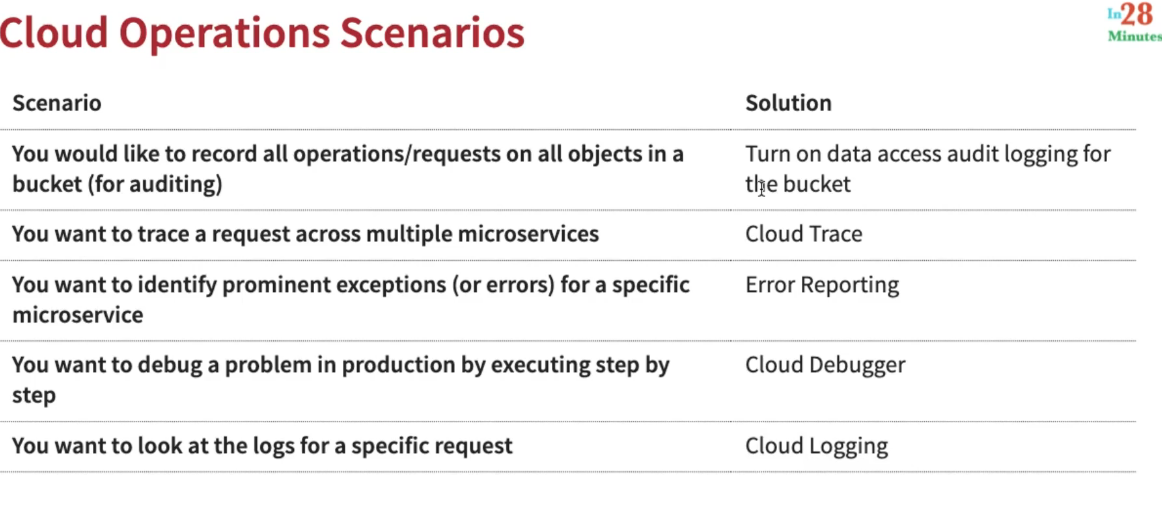 Cloud Operations Scenarios
In28
Minutes
Scenario
Solution
You would like to record all operations/requests on all objects in a
bucket (for auditing)
Turn on data access audit logging for
the bucket
You want to trace a request across multiple microservices
Cloud Trace
You want to identify prominent exceptions (or errors) for a specific
microservice
Error Reporting
You want to debug a problem in production by executing step by
step
Cloud Debugger
You want to look at the logs for a specific request
Cloud Logging